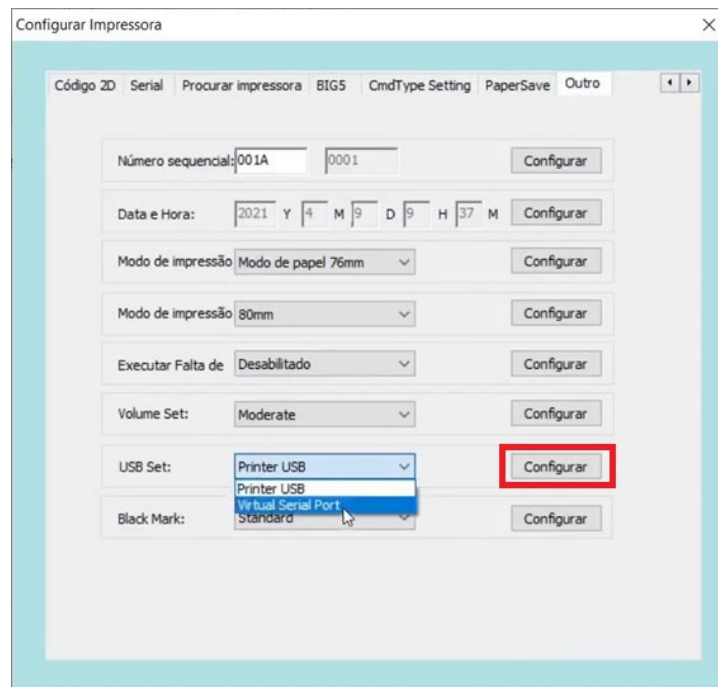 Configurar Impressora
Código 2D Serial Procurar impressora BIG5 CmdType Setting PaperSave Outro
Número sequencial: 001A 0001 Configurar
Data e Hora: 2021 Y 4 M 9 D 9 H 37 M Configurar
Modo de impressão Modo de papel 76mm Configurar
Modo de impressão 80mm Configurar
Executar Falta de Desabilitado Configurar
Volume Set: Moderate Configurar
USB Set: Printer USB Configurar
Printer USB
Virtual Serial Port
Black Mark: Standard Configurar